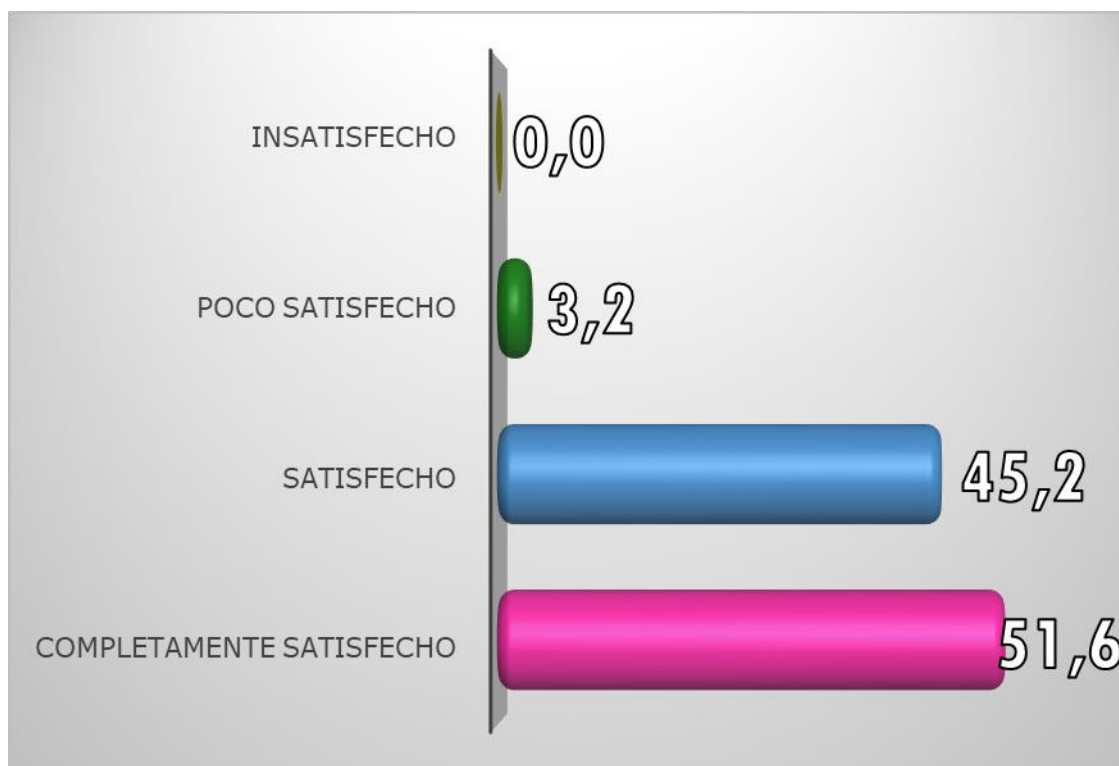 INSATISFECHO 0,0
POCO SATISFECHO 3,2
SATISFECHO 45,2
COMPLETAMENTE SATISFECHO 51,6